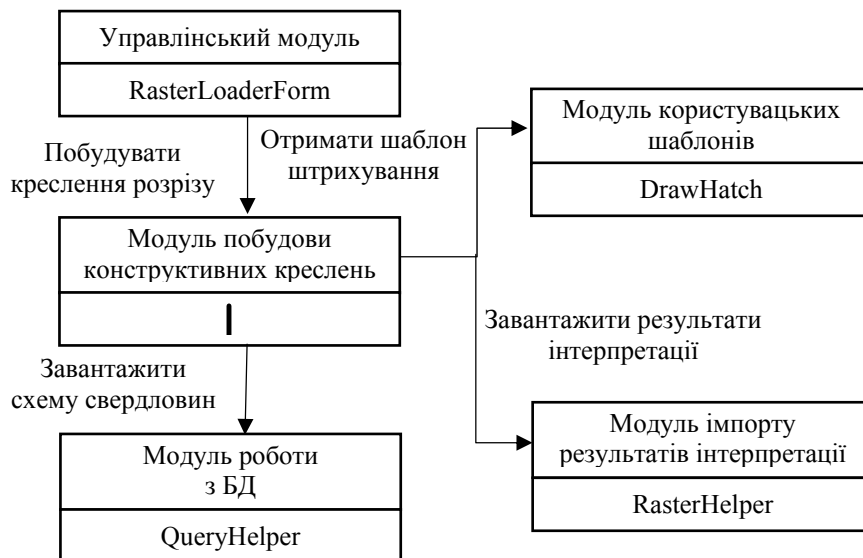 Управлінський модуль
RasterLoaderForm
Побудувати
креслення розрізу
Отримати шаблон
штрихування
Модуль користувацьких
шаблонів
DrawHatch
Модуль побудови
конструктивних креслень
Завантажити результати
інтерпретації
Завантажити
схему свердловин
Модуль роботи
з БД
QueryHelper
Модуль імпорту
результатів інтерпретації
RasterHelper